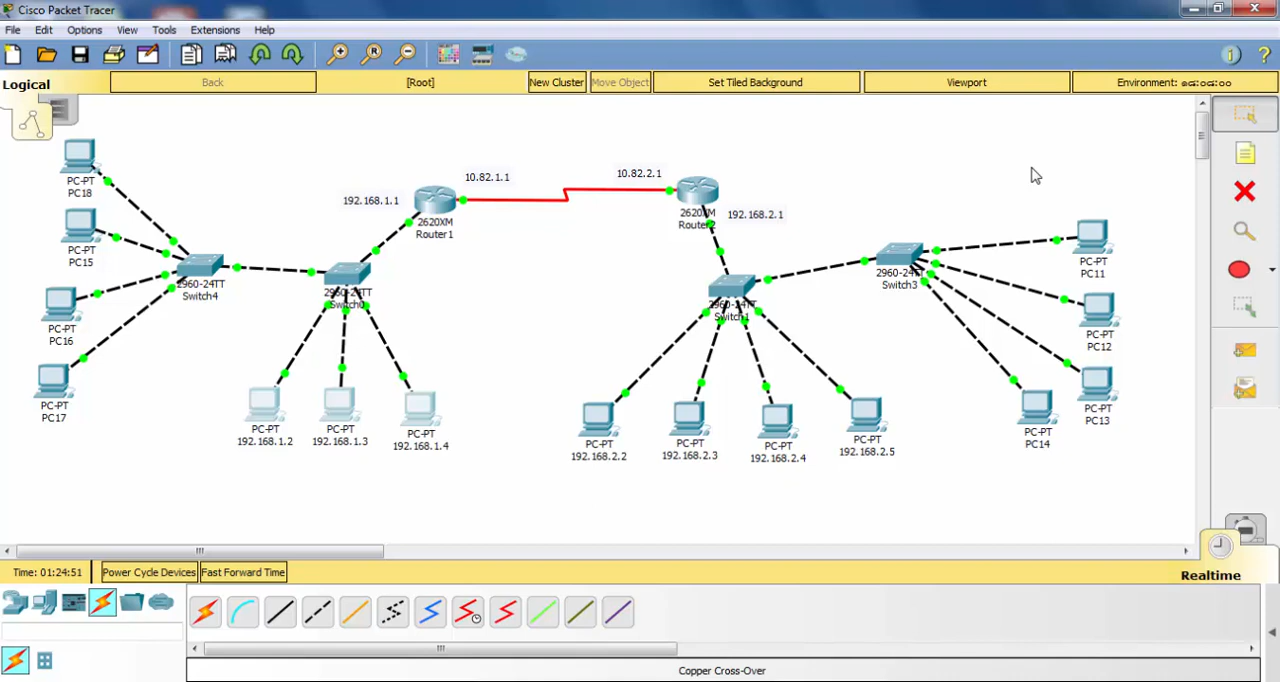 Cisco Packet Tracer
File Edit Options View Tools Extensions Help
Logical
Back
[Root]
New Cluster
Move Object
Set Tiled Background
Viewport
PC-PT
PC18
PC-PT
PC15
PC-PT
PC16
PC-PT
PC17
2960-24TT
Switch4
192.168.1.1
2620XM
Router1
10.82.1.1
2960-24TT
PC-PT
192.168.1.2
PC-PT
192.168.1.3
PC-PT
192.168.1.4
10.82.2.1
2620XM
Router2
192.168.2.1
2960-24TT
Switch1
PC-PT
192.168.2.2
PC-PT
192.168.2.3
PC-PT
192.168.2.4
PC-PT
192.168.2.5
2960-24TT
Switch3
PC-PT
PC11
PC-PT
PC12
PC-PT
PC13
PC-PT
PC14
Time: 01:24:51
Power Cycle Devices
Fast Forward Time
Realtime
Copper Cross-Over
Environment: